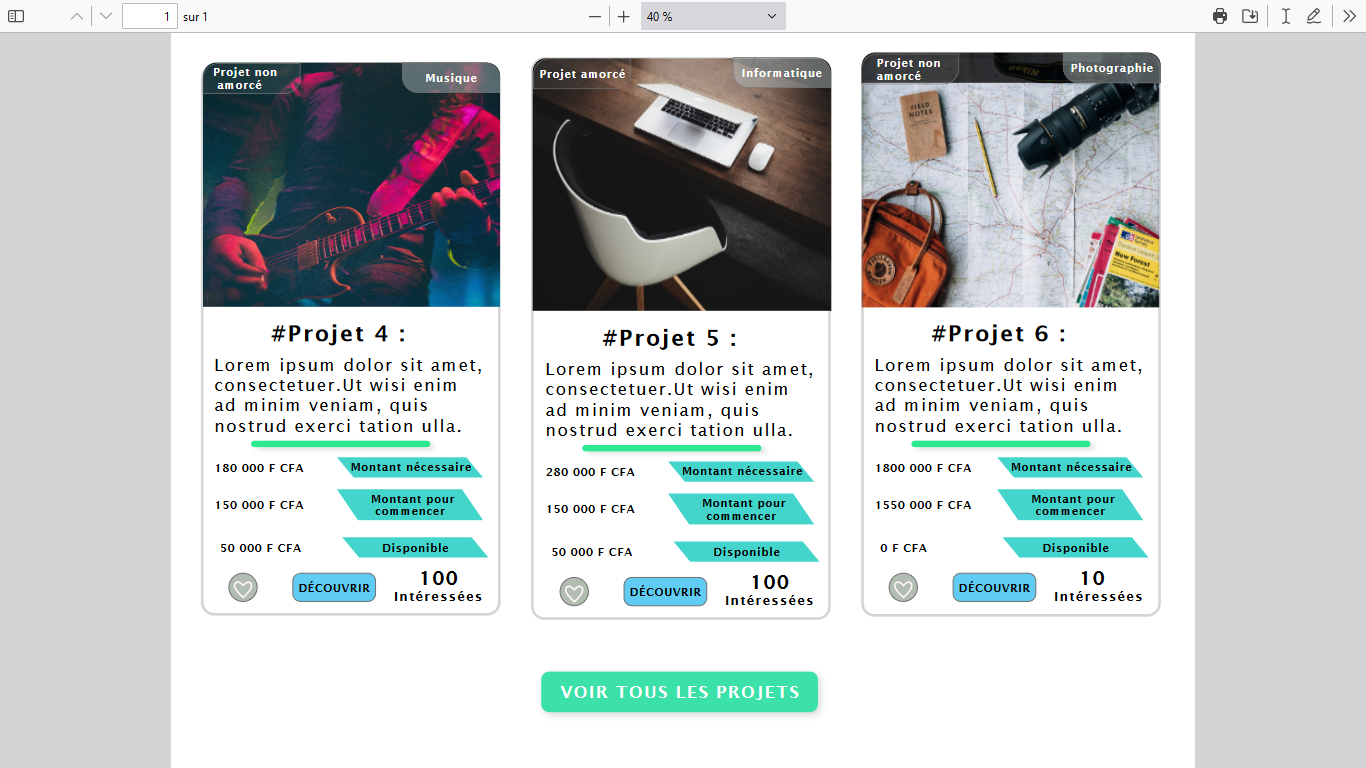 1 sur 1
40 %
Projet non
amorcé
Musique
#Projet 4 :
Lorem ipsum dolor sit amet,
consectetuer.Ut wisi enim
ad minim veniam, quis
nostrud exerci tation ulla.
180 000 F CFA Montant nécessaire
150 000 F CFA Montant pour
commencer
50 000 F CFA Disponible
DÉCOUVRIR
100
Intéressées
Projet amorcé
Informatique
#Projet 5 :
Lorem ipsum dolor sit amet,
consectetuer.Ut wisi enim
ad minim veniam, quis
nostrud exerci tation ulla.
280 000 F CFA Montant nécessaire
150 000 F CFA Montant pour
commencer
50 000 F CFA Disponible
DÉCOUVRIR
100
Intéressées
Projet non
amorcé
Photographie
Nikon
FIELD
NOTES
New Forest
#Projet 6 :
Lorem ipsum dolor sit amet,
consectetuer.Ut wisi enim
ad minim veniam, quis
nostrud exerci tation ulla.
1800 000 F CFA Montant nécessaire
1550 000 F CFA Montant pour
commencer
0 F CFA Disponible
DÉCOUVRIR
10
Intéressées
VOIR TOUS LES PROJETS